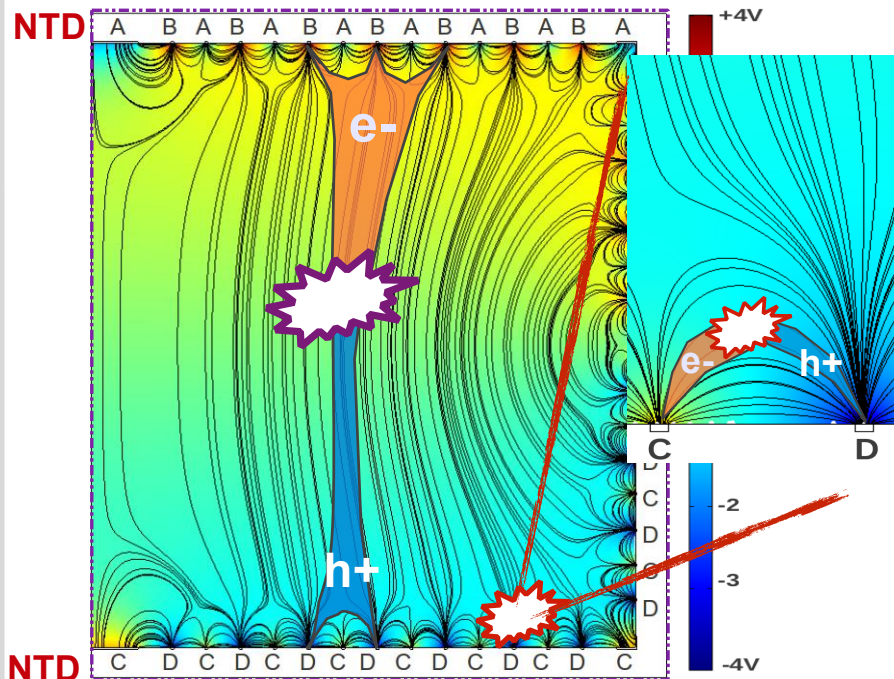 NTD
A B A B A B A B A B A B A B A
+4V
e-
e-
h+
C D
D
C
-2
D
C
h+
-3
D
NTD
C D C D C D C D C D C D C D C
-4V